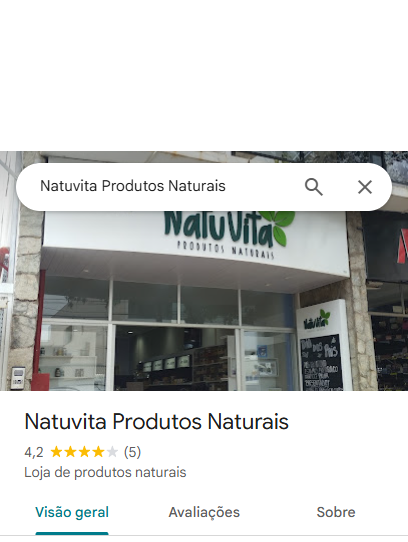 Natuvita Produtos Naturais
NatuVita
PRODUTOS NATURAIS
NatuVita
Natuvita Produtos Naturais
4,2 (5)
Loja de produtos naturais
Visão geral Avaliações Sobre